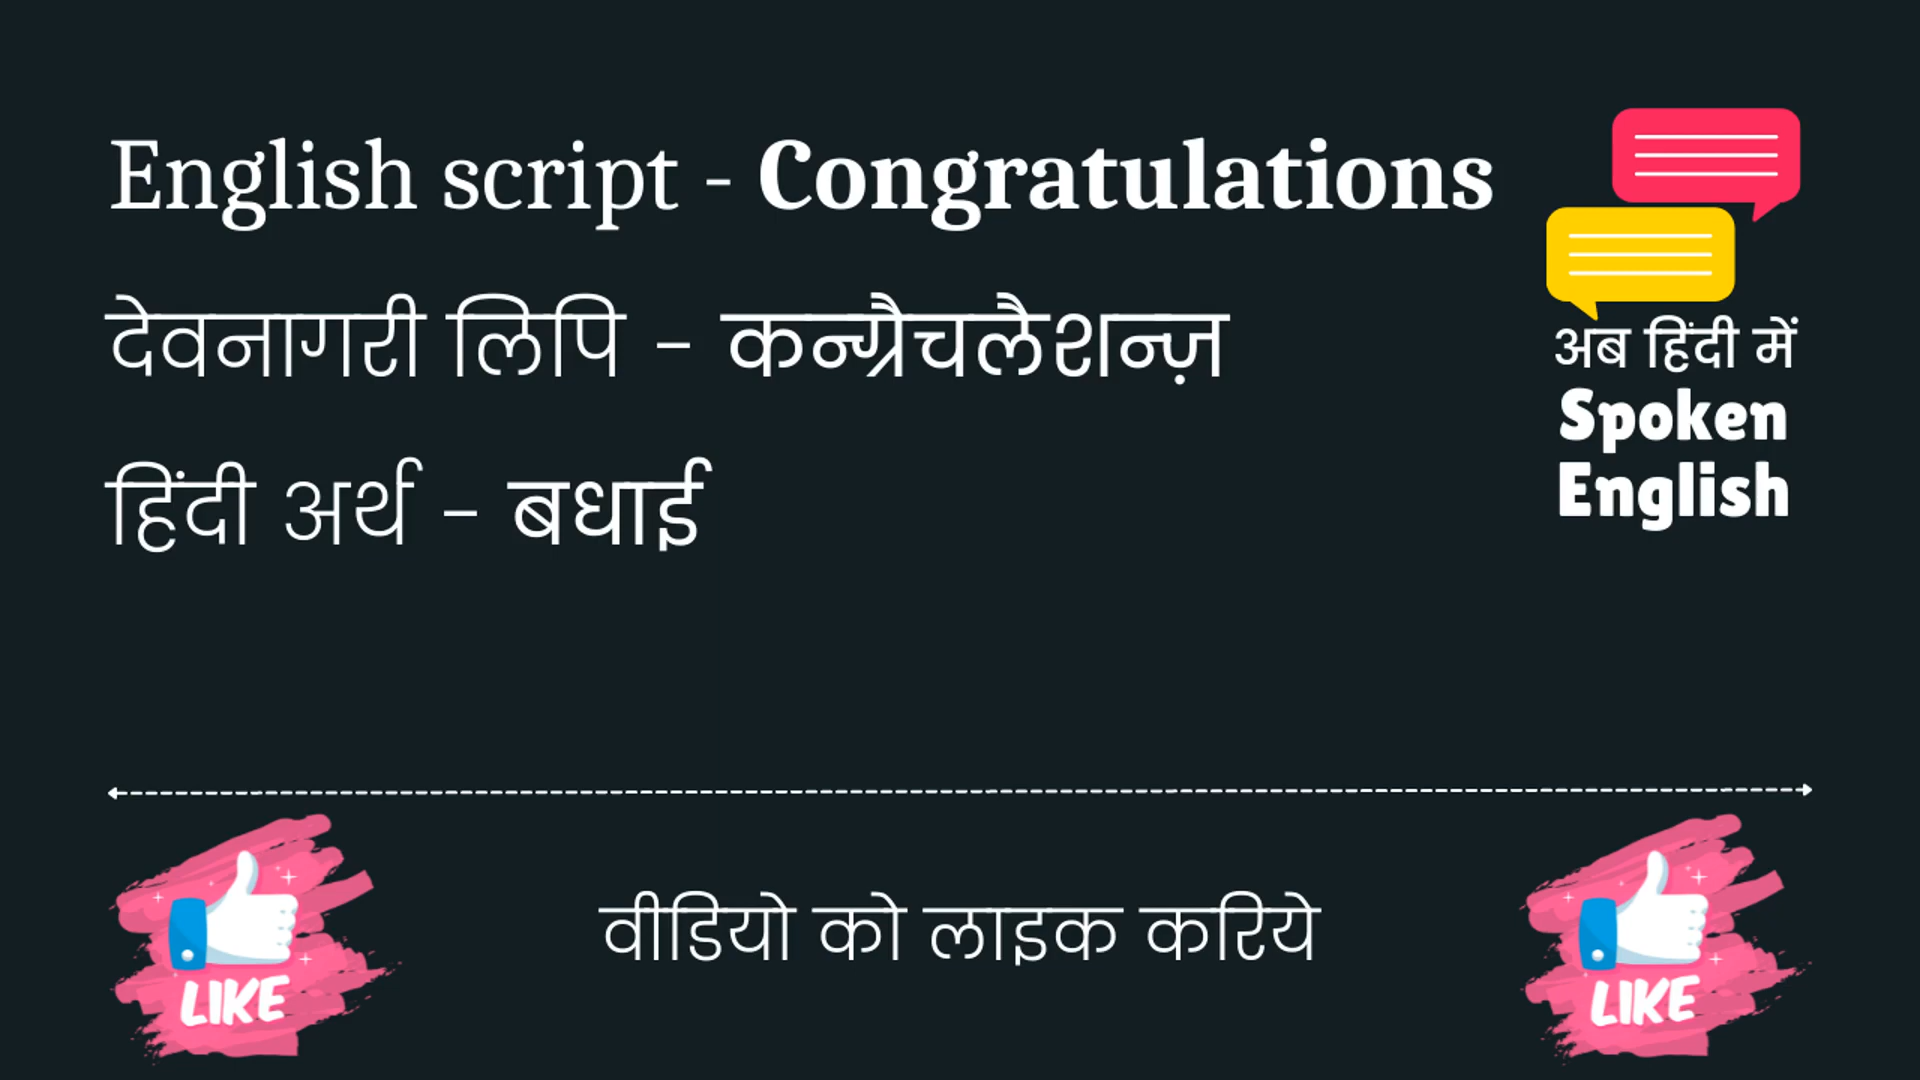 English script - Congratulations
देवनागरी लिपि - कन्ग्रैचलैशन्ज़
हिंदी अर्थ - बधाई
अब हिंदी में
Spoken
English
वीडियो को लाइक करिये
LIKE
LIKE